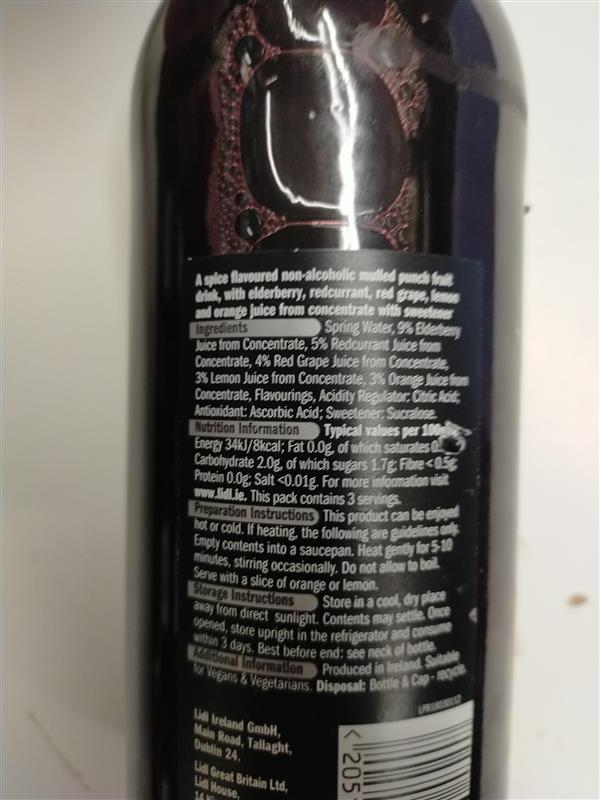 A spice flavoured non-alcoholic mulled punch fruit
drink, with elderberry, redcurrant, red grape, lemon
and orange juice from concentrate with sweetener
Ingredients Spring Water, 9% Elderberry
Juice from Concentrate, 5% Redcurrant Juice from
Concentrate, 4% Red Grape Juice from Concentrate,
3% Lemon Juice from Concentrate, 3% Orange Juice from
Concentrate, Flavourings, Acidity Regulator: Citric Acid;
Antioxidant: Ascorbic Acid; Sweetener: Sucralose.
Nutrition Information Typical values per
Energy 34kJ/8kcal; Fat 0.0g, of which saturates
Carbohydrate 2.0g, of which sugars 1.7g; Fibre <0.5g;
Protein 0.0g; Salt <0.01g. For more information visit
www.lidl.ie. This pack contains 3 servings.
Preparation Instructions This product can be enjoyed
hot or cold. If heating, the following are guidelines only.
Empty contents into a saucepan. Heat gently for 5-10
minutes, stirring occasionally. Do not allow to boil.
Serve with a slice of orange or lemon.
Storage Instructions Store in a cool, dry place
away from direct sunlight. Contents may settle. Once
opened, store upright in the refrigerator and consume
within 3 days. Best before end: see neck of bottle.
Additional Information Produced in Ireland. Suitable
for Vegans & Vegetarians. Disposal: Bottle & Cap - recycle.
Lidl Ireland GmbH,
Main Road, Tallaght,
Dublin 24.
Lidl Great Britain Ltd,
Lidl House,
14
< 205